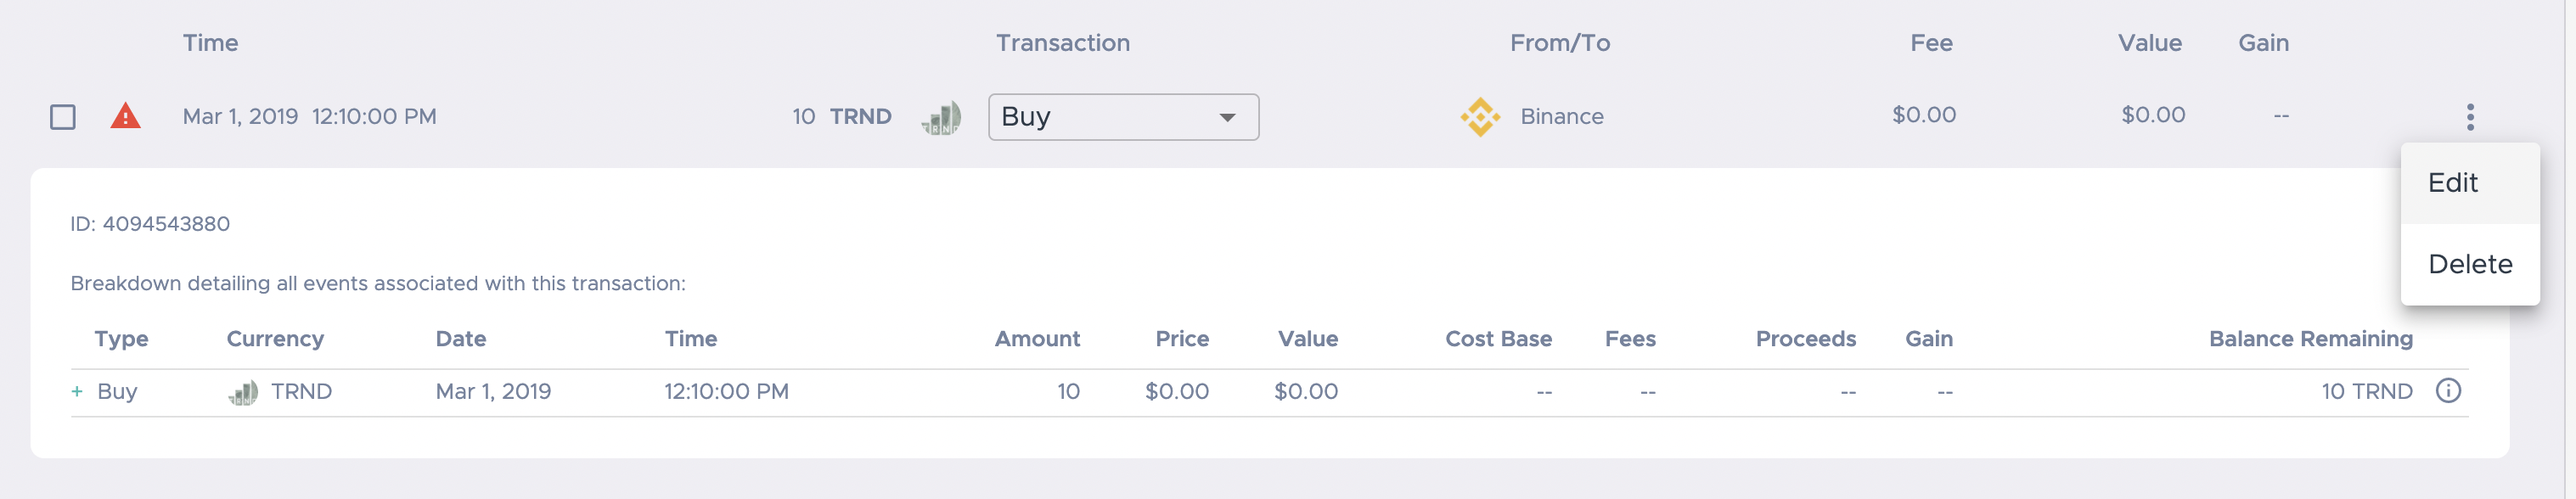 Time Transaction From/To Fee Value Gain
Mar 1, 2019 12:10:00 PM 10 TRND Buy Binance $0.00 $0.00 --
Edit
Delete
ID: 4094543880
Breakdown detailing all events associated with this transaction:
Type Currency Date Time Amount Price Value Cost Base Fees Proceeds Gain Balance Remaining
+ Buy TRND Mar 1, 2019 12:10:00 PM 10 $0.00 $0.00 -- -- -- -- 10 TRND